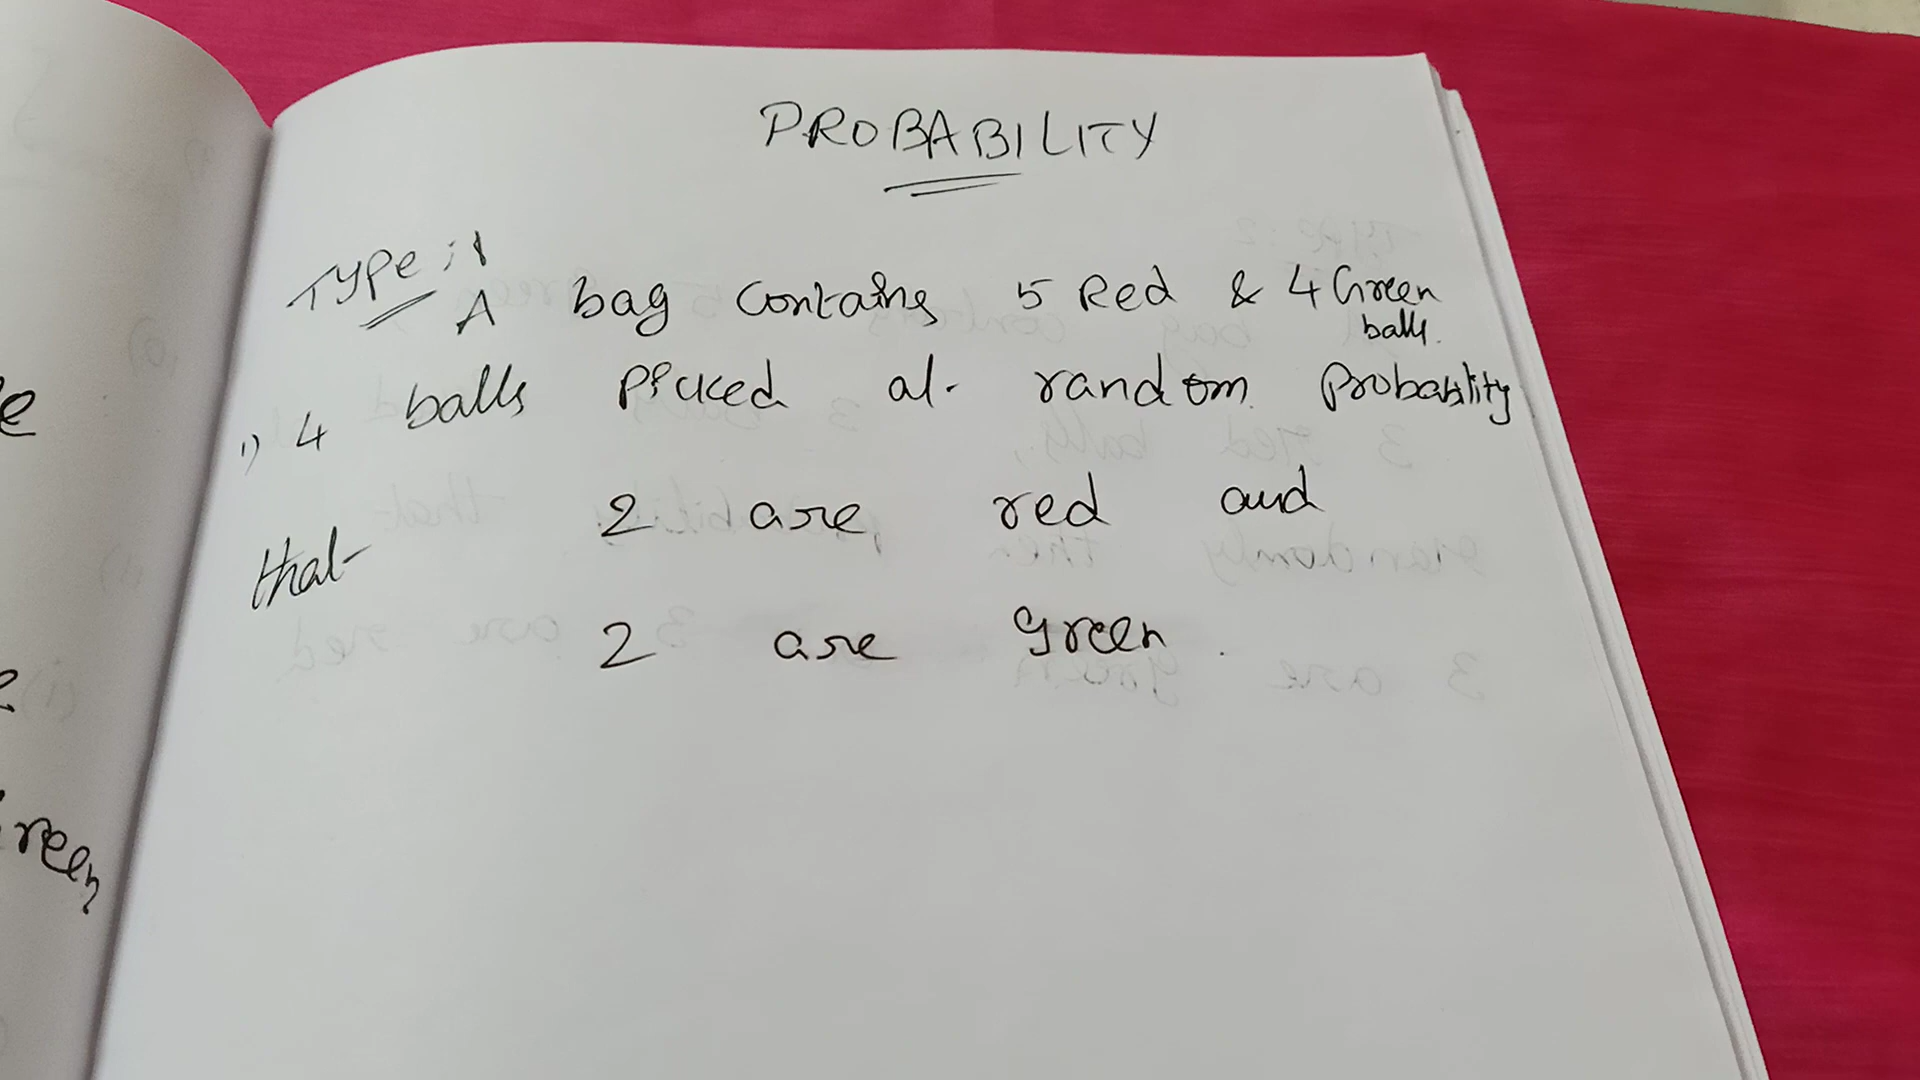 PROBABILITY
Type: 1
A bag Contains 5 Red & 4 Green
balls.
1) 4 balls Picked at random Probability
that 2 are red and
2 are green.
reen